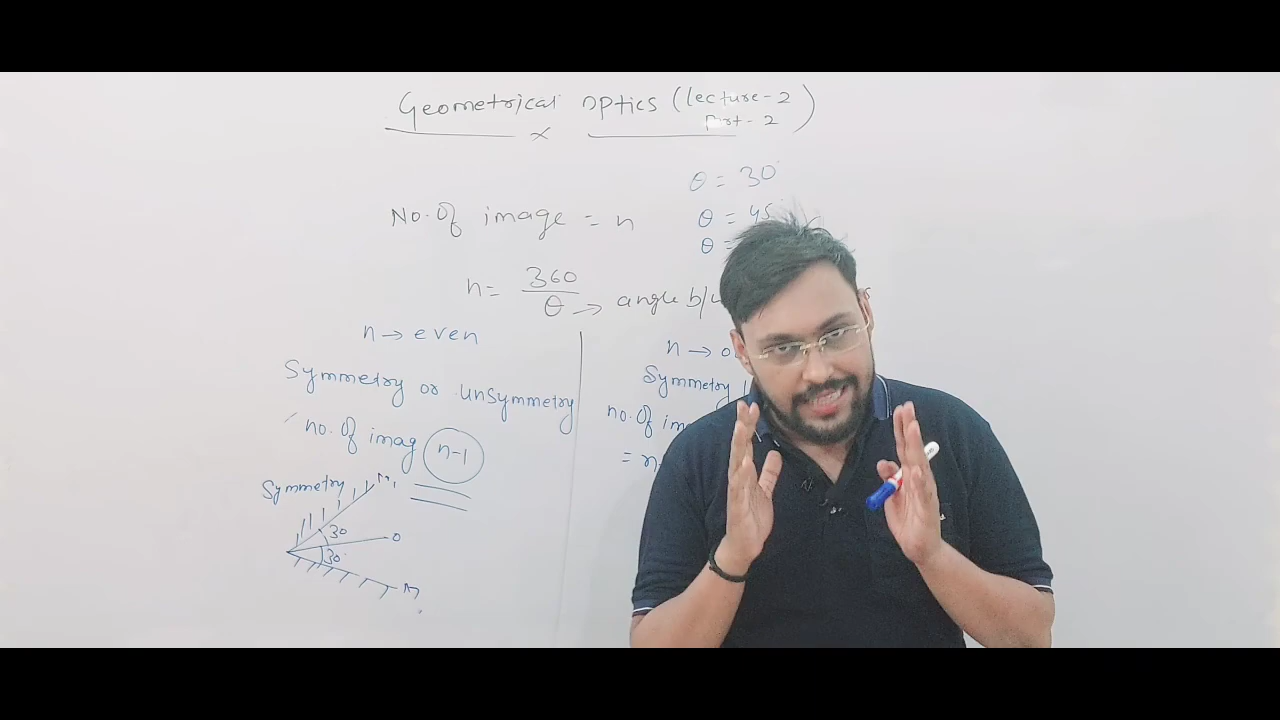 Geometrical optics (lecture-2
Part-2)
θ = 30°
No. Of image = n
θ = 45°
θ =
n = 360/θ → angle b/w
n → even
Symmetry or unSymmetry
no. Of imag n-1
Symmetry
M1
30
O
30°
M
n →
Symmetry
no. Of
= n-